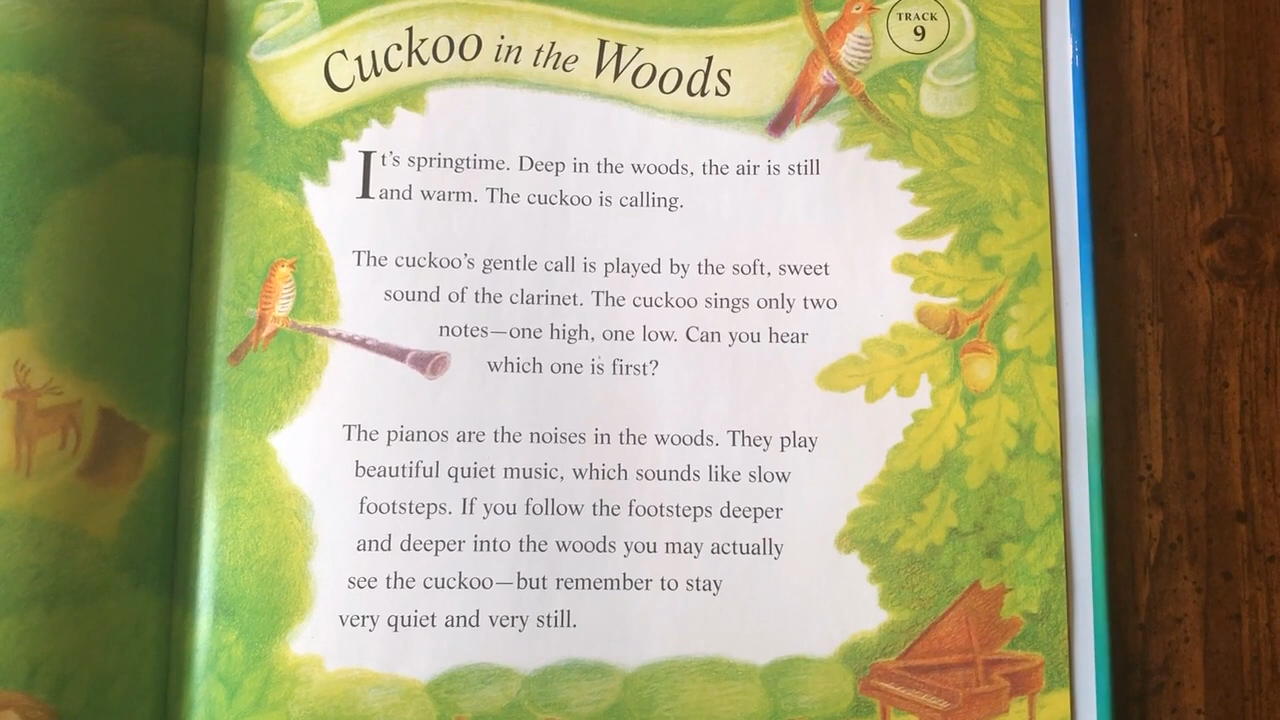 Cuckoo in the Woods
TRACK
9
It's springtime. Deep in the woods, the air is still
and warm. The cuckoo is calling.
The cuckoo's gentle call is played by the soft, sweet
sound of the clarinet. The cuckoo sings only two
notes—one high, one low. Can you hear
which one is first?
The pianos are the noises in the woods. They play
beautiful quiet music, which sounds like slow
footsteps. If you follow the footsteps deeper
and deeper into the woods you may actually
see the cuckoo—but remember to stay
very quiet and very still.